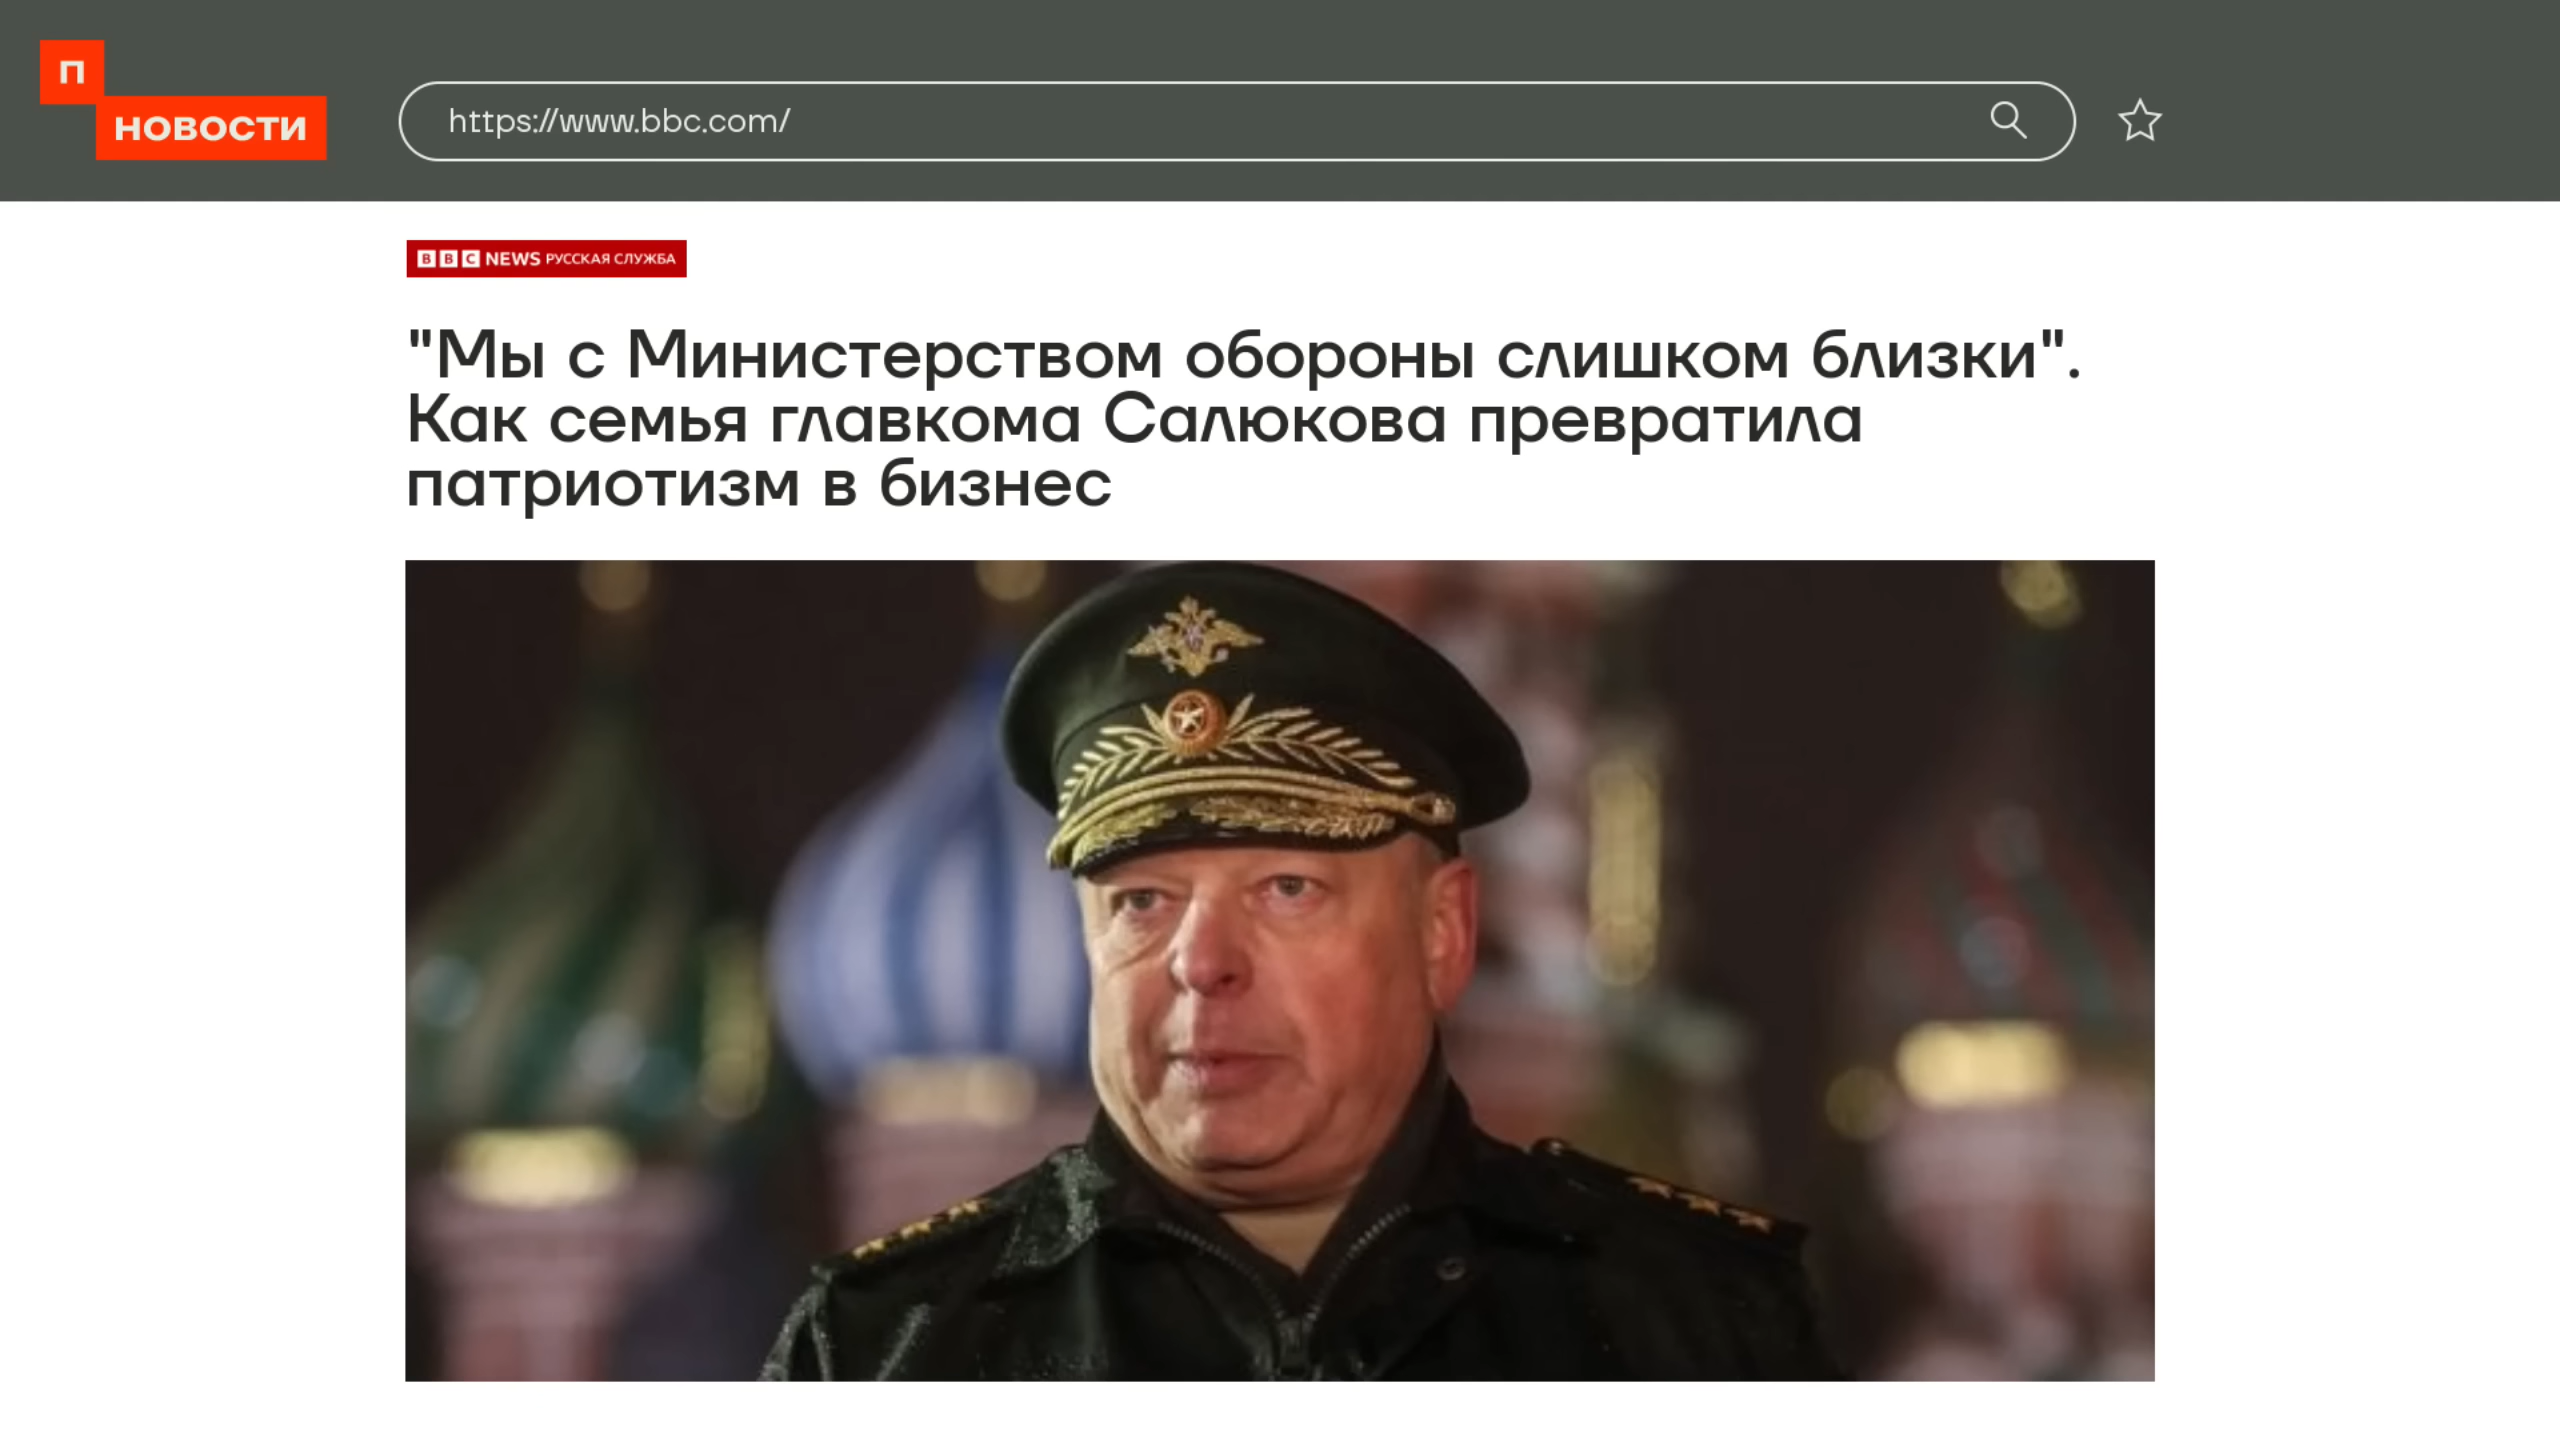 П
НОВОСТИ
https://www.bbc.com/
BBC NEWS РУССКАЯ СЛУЖБА
"Мы с Министерством обороны слишком близки".
Как семья главкома Салюкова превратила
патриотизм в бизнес